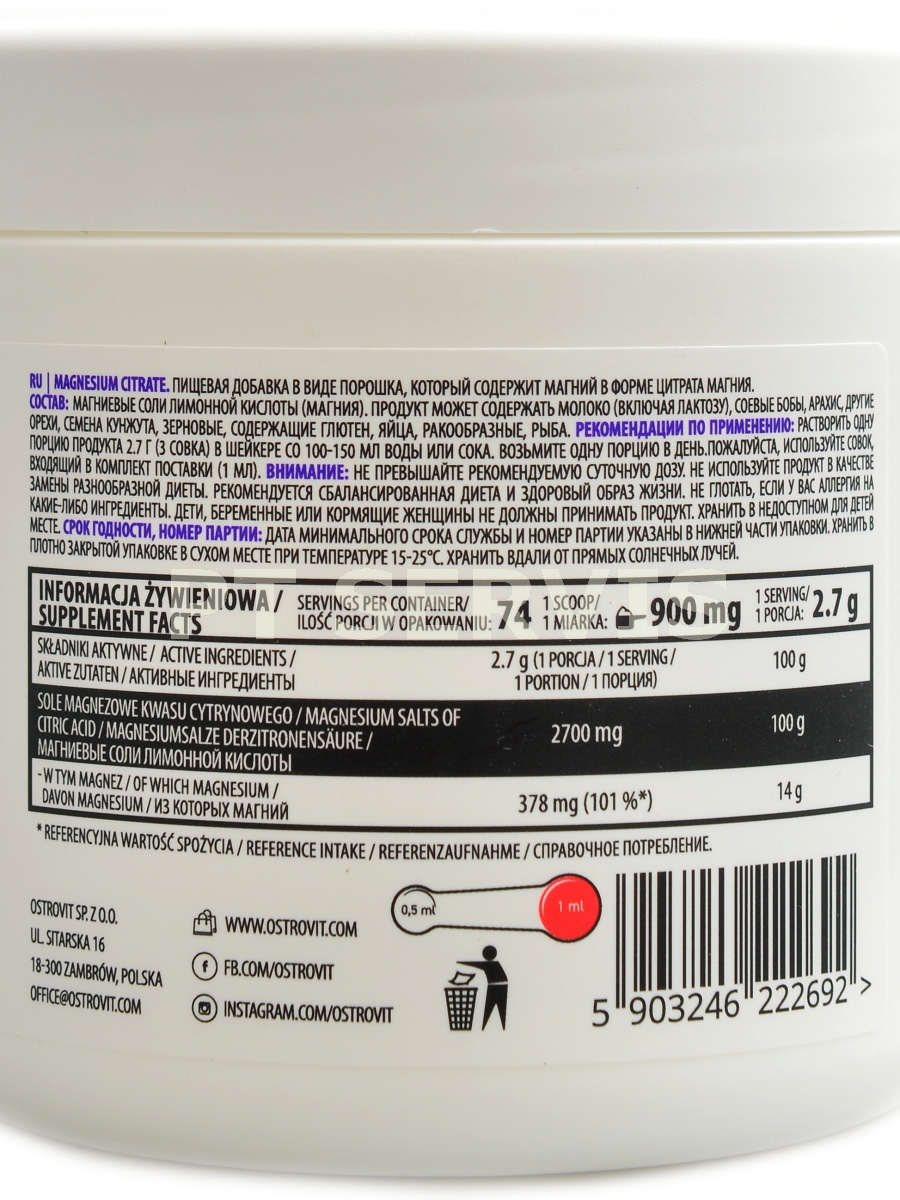 RU | MAGNESIUM CITRATE. ПИЩЕВАЯ ДОБАВКА В ВИДЕ ПОРОШКА, КОТОРЫЙ СОДЕРЖИТ МАГНИЙ В ФОРМЕ ЦИТРАТА МАГНИЯ.
СОСТАВ: МАГНИЕВЫЕ СОЛИ ЛИМОННОЙ КИСЛОТЫ (МАГНИЯ). ПРОДУКТ МОЖЕТ СОДЕРЖАТЬ МОЛОКО (ВКЛЮЧАЯ ЛАКТОЗУ), СОЕВЫЕ БОБЫ, АРАХИС, ДРУГИЕ
ОРЕХИ, СЕМЕНА КУНЖУТА, ЗЕРНОВЫЕ, СОДЕРЖАЩИЕ ГЛЮТЕН, ЯЙЦА, РАКООБРАЗНЫЕ, РЫБА. РЕКОМЕНДАЦИИ ПО ПРИМЕНЕНИЮ: РАСТВОРИТЬ ОДНУ
ПОРЦИЮ ПРОДУКТА 2.7 Г (3 СОВКА) В ШЕЙКЕРЕ СО 100-150 МЛ ВОДЫ ИЛИ СОКА. ВОЗЬМИТЕ ОДНУ ПОРЦИЮ В ДЕНЬ.ПОЖАЛУЙСТА, ИСПОЛЬЗУЙТЕ СОВОК,
ВХОДЯЩИЙ В КОМПЛЕКТ ПОСТАВКИ (1 МЛ). ВНИМАНИЕ: НЕ ПРЕВЫШАЙТЕ РЕКОМЕНДУЕМУЮ СУТОЧНУЮ ДОЗУ. НЕ ИСПОЛЬЗУЙТЕ ПРОДУКТ В КАЧЕСТВЕ
ЗАМЕНЫ РАЗНООБРАЗНОЙ ДИЕТЫ. РЕКОМЕНДУЕТСЯ СБАЛАНСИРОВАННАЯ ДИЕТА И ЗДОРОВЫЙ ОБРАЗ ЖИЗНИ. НЕ ГЛОТАТЬ, ЕСЛИ У ВАС АЛЛЕРГИЯ НА
КАКИЕ-ЛИБО ИНГРЕДИЕНТЫ. ДЕТИ, БЕРЕМЕННЫЕ ИЛИ КОРМЯЩИЕ ЖЕНЩИНЫ НЕ ДОЛЖНЫ ПРИНИМАТЬ ПРОДУКТ. ХРАНИТЬ В НЕДОСТУПНОМ ДЛЯ ДЕТЕЙ
МЕСТЕ. СРОК ГОДНОСТИ, НОМЕР ПАРТИИ: ДАТА МИНИМАЛЬНОГО СРОКА СЛУЖБЫ И НОМЕР ПАРТИИ УКАЗАНЫ В НИЖНЕЙ ЧАСТИ УПАКОВКИ. ХРАНИТЬ В
ПЛОТНО ЗАКРЫТОЙ УПАКОВКЕ В СУХОМ МЕСТЕ ПРИ ТЕМПЕРАТУРЕ 15-25°C. ХРАНИТЬ ВДАЛИ ОТ ПРЯМЫХ СОЛНЕЧНЫХ ЛУЧЕЙ.
PT SERVIS
INFORMACJA ŻYWIENIOWA /
SUPPLEMENT FACTS
SERVINGS PER CONTAINER/
ILOŚĆ PORCJI W OPAKOWANIU: 74
1 SCOOP/
1 MIARKA: 900 mg
1 SERVING/
1 PORCJA: 2.7 g
SKŁADNIKI AKTYWNE / ACTIVE INGREDIENTS /
AKTIVE ZUTATEN / АКТИВНЫЕ ИНГРЕДИЕНТЫ
2.7 g (1 PORCJA / 1 SERVING /
1 PORTION / 1 ПОРЦИЯ)
100 g
SOLE MAGNEZOWE KWASU CYTRYNOWEGO / MAGNESIUM SALTS OF
CITRIC ACID / MAGNESIUMSALZE DERZITRONENSÄURE /
МАГНИЕВЫЕ СОЛИ ЛИМОННОЙ КИСЛОТЫ
2700 mg
100 g
- W TYM MAGNEZ / OF WHICH MAGNESIUM /
DAVON MAGNESIUM / ИЗ КОТОРЫХ МАГНИЙ
378 mg (101 %*)
14 g
* REFERENCYJNA WARTOŚĆ SPOŻYCIA / REFERENCE INTAKE / REFERENZAUFNAHME / СПРАВОЧНОЕ ПОТРЕБЛЕНИЕ.
OSTROVIT SP. Z O.O.
UL. SITARSKA 16
18-300 ZAMBRÓW, POLSKA
OFFICE@OSTROVIT.COM
WWW.OSTROVIT.COM
FB.COM/OSTROVIT
INSTAGRAM.COM/OSTROVIT
0,5 ml
1 ml
5 903246 222692 >